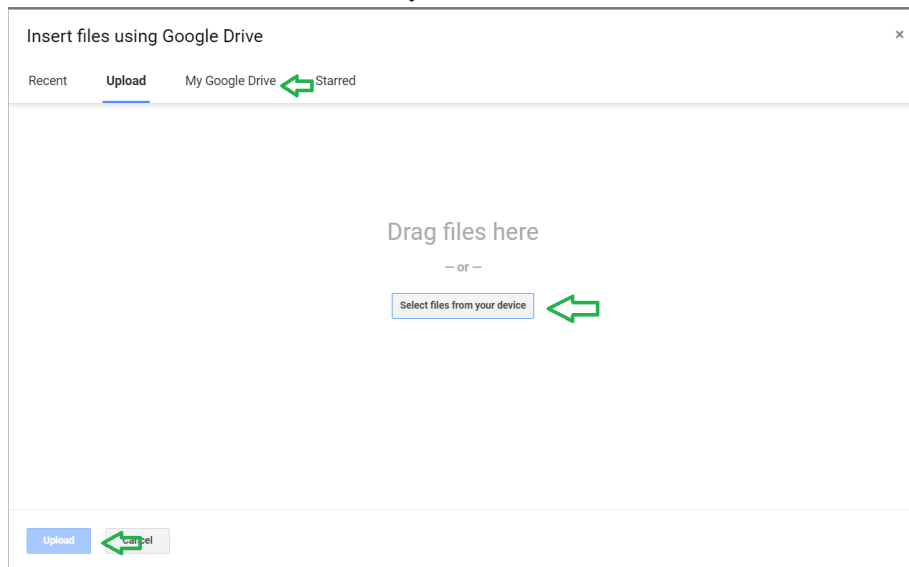 Insert files using Google Drive ×
Recent Upload My Google Drive Starred
Drag files here
— or —
Select files from your device
Upload Cancel